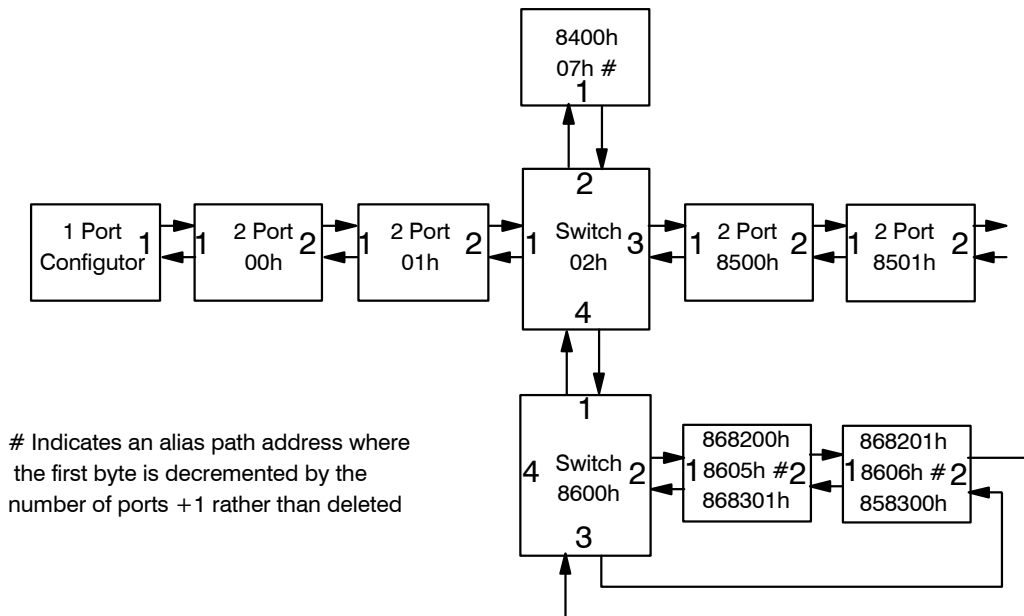 8400h
07h #
1
2
1 Port
Configutor
1
1
2 Port
00h
2
1
2 Port
01h
2
1
Switch
02h
3
4
1
2 Port
8500h
2
1
2 Port
8501h
2
1
4
Switch
8600h
2
3
868200h
1
8605h #
2
868301h
868201h
1
8606h #
2
858300h
# Indicates an alias path address where
the first byte is decremented by the
number of ports +1 rather than deleted